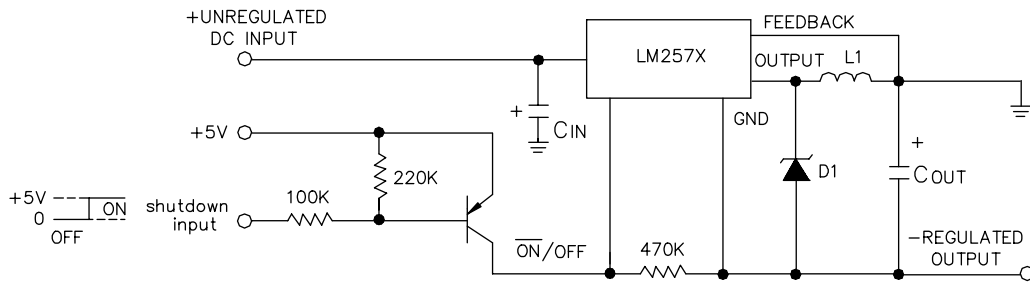 +UNREGULATED
DC INPUT
LM257X
FEEDBACK
OUTPUT
L1
GND
+
CIN
+5V
220K
100K
+5V
0
ON
OFF
shutdown
input
D1
+
COUT
ON/OFF
470K
-REGULATED
OUTPUT